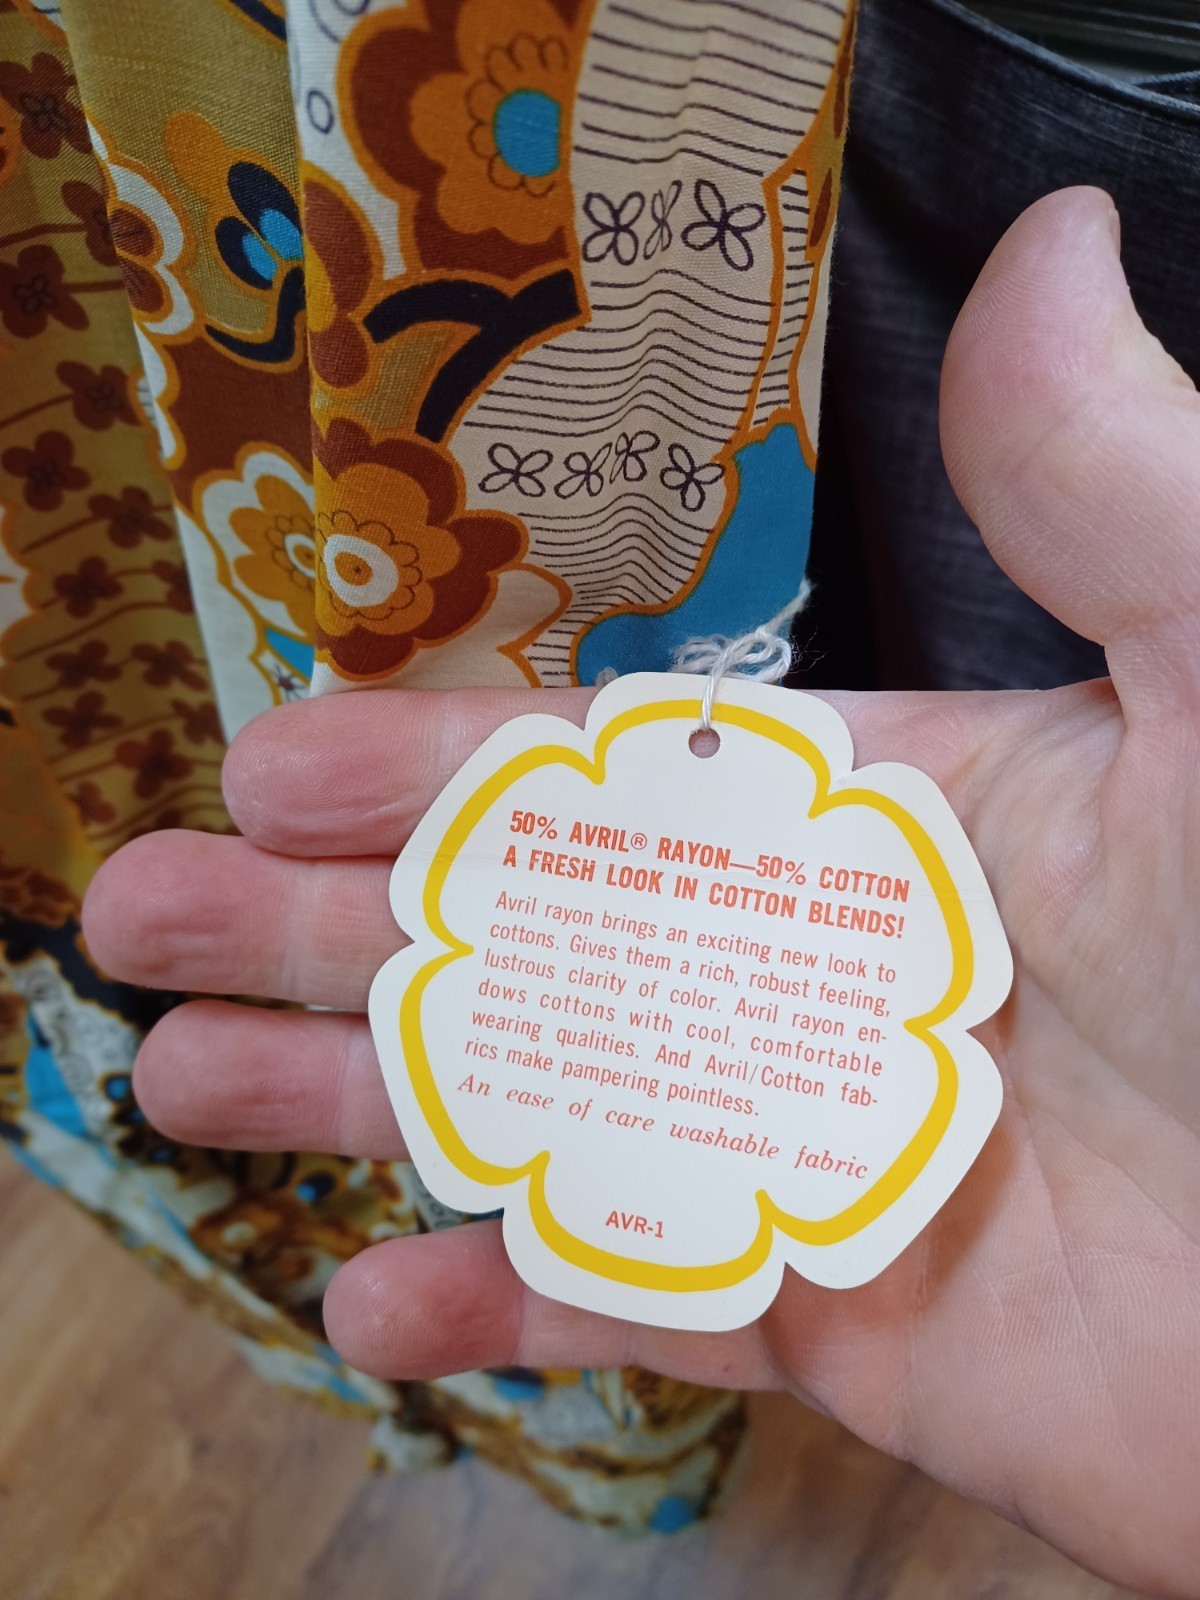 50% AVRIL® RAYON—50% COTTON
A FRESH LOOK IN COTTON BLENDS!
Avril rayon brings an exciting new look to
cottons. Gives them a rich, robust feeling,
lustrous clarity of color. Avril rayon en-
dows cottons with cool, comfortable
wearing qualities. And Avril/Cotton fab-
rics make pampering pointless.
An ease of care washable fabric
AVR-1